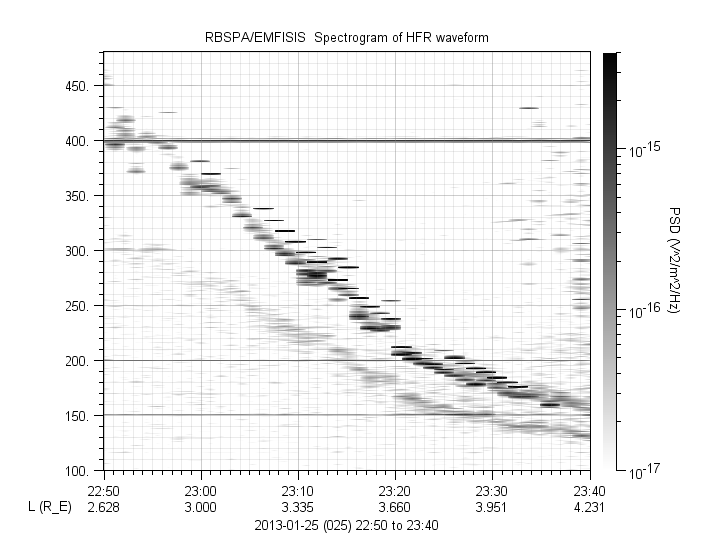 RBSPA/EMFISIS Spectrogram of HFR waveform
450.
400.
350.
300.
250.
200.
150.
100.
10^-15
10^-16
10^-17
PSD (V^2/m^2/Hz)
22:50 23:00 23:10 23:20 23:30 23:40
L (R_E) 2.628 3.000 3.335 3.660 3.951 4.231
2013-01-25 (025) 22:50 to 23:40